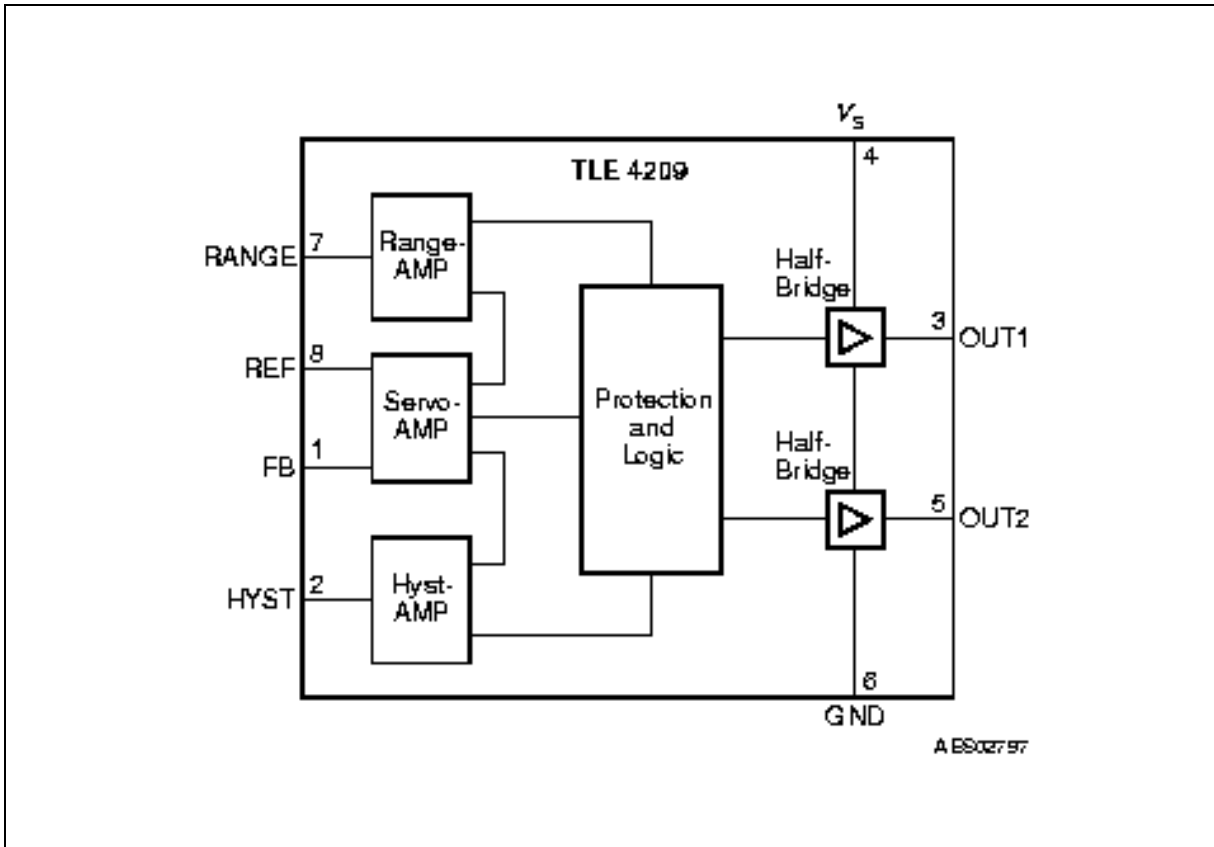 VS
4
TLE 4209
RANGE 7
Range-
AMP
Half-
Bridge
3 OUT1
REF 8
Servo-
AMP
Protection
and
Logic
FB 1
Half-
Bridge
5 OUT2
HYST 2
Hyst-
AMP
6
GND
AES02797